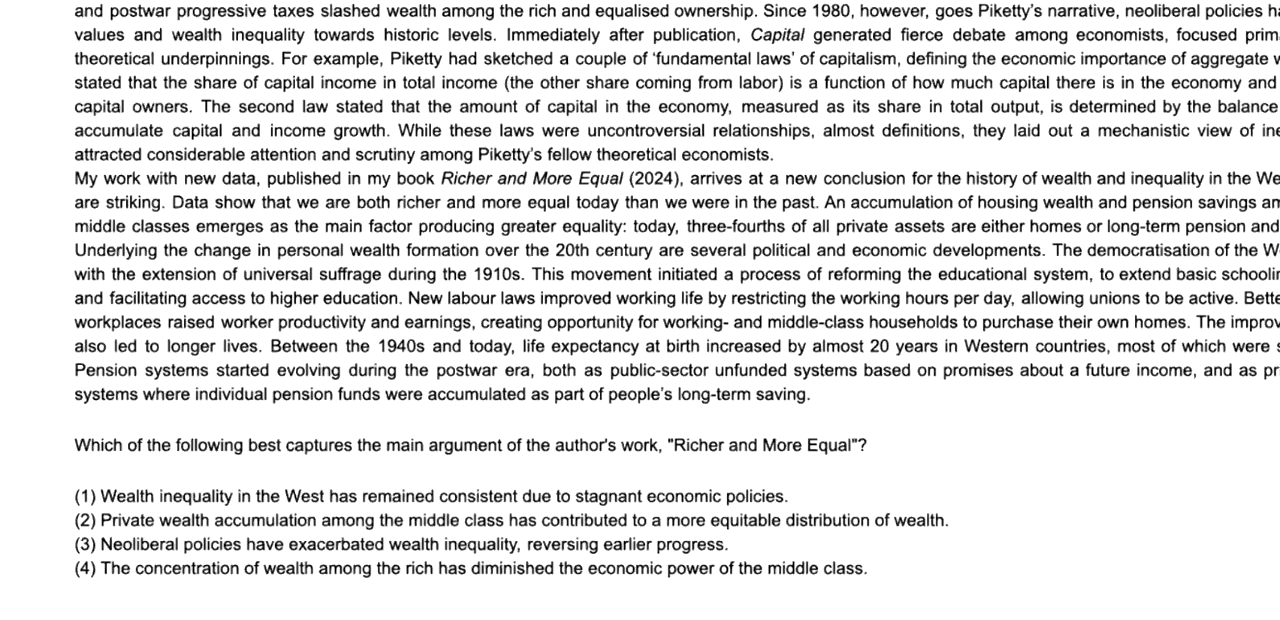 and postwar progressive taxes slashed wealth among the rich and equalised ownership. Since 1980, however, goes Piketty's narrative, neoliberal policies
values and wealth inequality towards historic levels. Immediately after publication, Capital generated fierce debate among economists, focused
theoretical underpinnings. For example, Piketty had sketched a couple of 'fundamental laws' of capitalism, defining the economic importance of aggregate
stated that the share of capital income in total income (the other share coming from labor) is a function of how much capital there is in the economy and
capital owners. The second law stated that the amount of capital in the economy, measured as its share in total output, is determined by the balance
accumulate capital and income growth. While these laws were uncontroversial relationships, almost definitions, they laid out a mechanistic view of
attracted considerable attention and scrutiny among Piketty's fellow theoretical economists.
My work with new data, published in my book Richer and More Equal (2024), arrives at a new conclusion for the history of wealth and inequality in the
are striking. Data show that we are both richer and more equal today than we were in the past. An accumulation of housing wealth and pension savings
middle classes emerges as the main factor producing greater equality: today, three-fourths of all private assets are either homes or long-term pension and
Underlying the change in personal wealth formation over the 20th century are several political and economic developments. The democratisation of the
with the extension of universal suffrage during the 1910s. This movement initiated a process of reforming the educational system, to extend basic
and facilitating access to higher education. New labour laws improved working life by restricting the working hours per day, allowing unions to be active.
workplaces raised worker productivity and earnings, creating opportunity for working- and middle-class households to purchase their own homes. The
also led to longer lives. Between the 1940s and today, life expectancy at birth increased by almost 20 years in Western countries, most of which were
Pension systems started evolving during the postwar era, both as public-sector unfunded systems based on promises about a future income, and as
systems where individual pension funds were accumulated as part of people's long-term saving.
Which of the following best captures the main argument of the author's work, "Richer and More Equal"?
(1) Wealth inequality in the West has remained consistent due to stagnant economic policies.
(2) Private wealth accumulation among the middle class has contributed to a more equitable distribution of wealth.
(3) Neoliberal policies have exacerbated wealth inequality, reversing earlier progress.
(4) The concentration of wealth among the rich has diminished the economic power of the middle class.